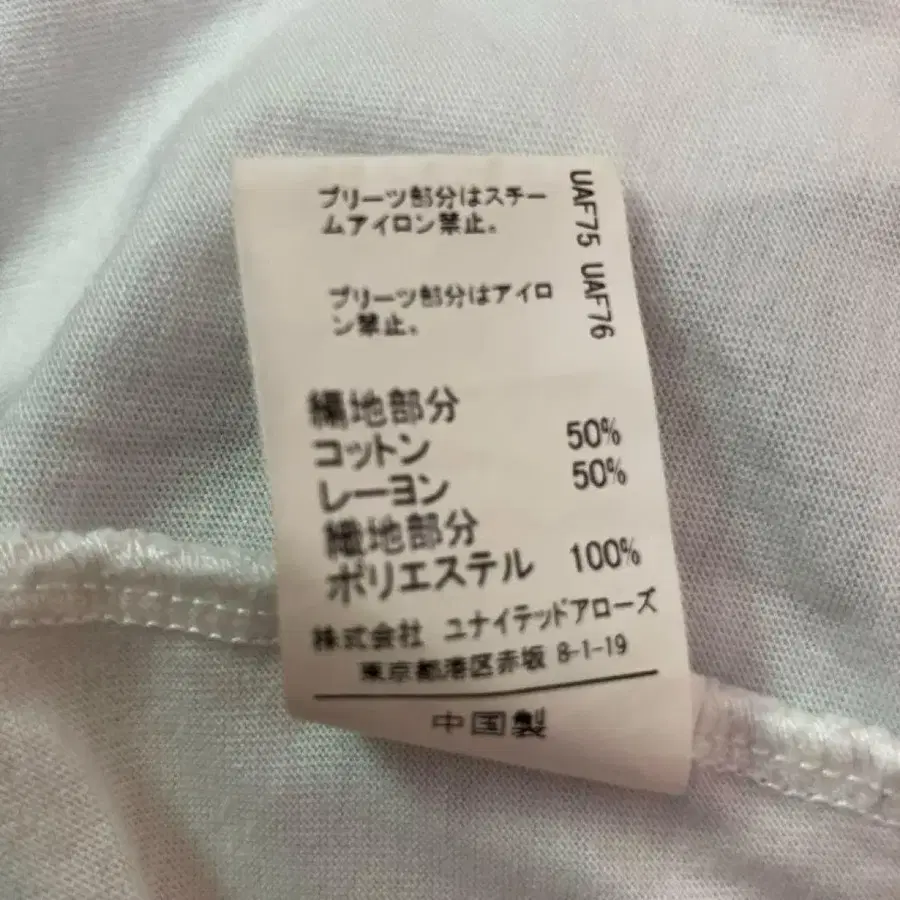 プリーツ部分はスチー
ムアイロン禁止。
プリーツ部分はアイロ
ン禁止。
UAF75 UAF76
編地部分
コットン 50%
レーヨン 50%
織地部分
ポリエステル 100%
株式会社 ユナイテッドアローズ
東京都港区赤坂 8-1-19
中国製